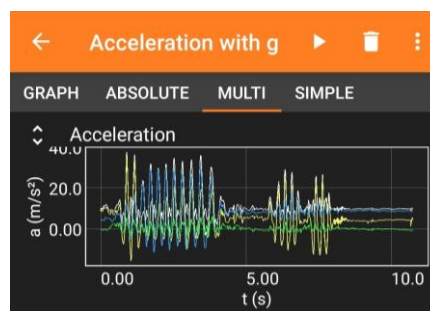 Acceleration with g
GRAPH ABSOLUTE MULTI SIMPLE
Acceleration
40.0
20.0
0.00
a (m/s²)
0.00 5.00 10.0
t (s)